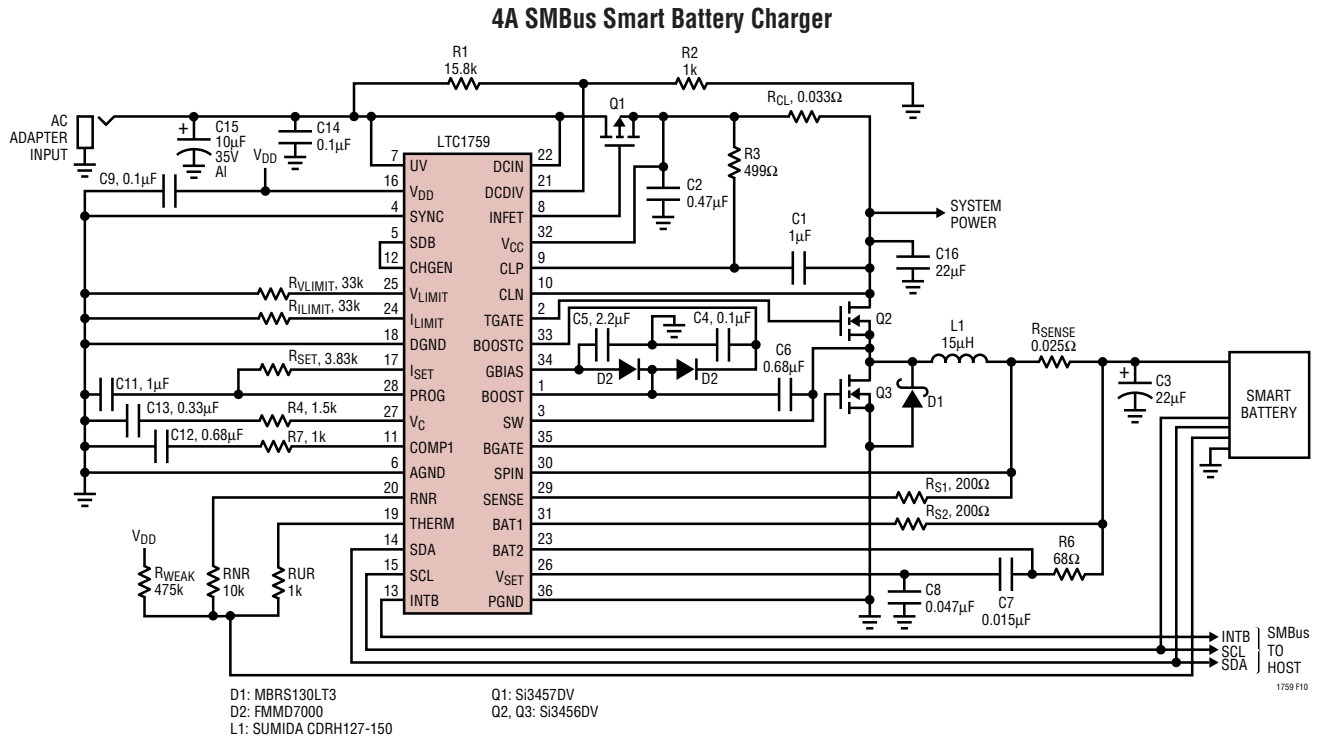 4A SMBus Smart Battery Charger
R1
15.8k
R2
1k
AC
ADAPTER
INPUT
+
C15
10µF
35V
Al
C14
0.1µF
Q1
RCL, 0.033Ω
R3
499Ω
C2
0.47µF
C1
1µF
SYSTEM
POWER
C16
22µF
VDD
C9, 0.1µF
LTC1759
7 UV
16 VDD
4 SYNC
5 SDB
12 CHGEN
25 VLIMIT
24 ILIMIT
18 DGND
17 ISET
28 PROG
27 VC
11 COMP1
6 AGND
20 RNR
19 THERM
14 SDA
15 SCL
13 INTB
DCIN 22
DCDIV 21
INFET 8
VCC 32
CLP 9
CLN 10
TGATE 2
BOOSTC 33
GBIAS 34
BOOST 1
SW 3
BGATE 35
SPIN 30
SENSE 29
BAT1 31
BAT2 23
VSET 26
PGND 36
RVLIMIT, 33k
RILIMIT, 33k
RSET, 3.83k
C11, 1µF
C13, 0.33µF
R4, 1.5k
C12, 0.68µF
R7, 1k
C5, 2.2µF
C4, 0.1µF
D2
D2
C6
0.68µF
Q2
Q3
D1
L1
15µH
RSENSE
0.025Ω
+
C3
22µF
SMART
BATTERY
RS1, 200Ω
RS2, 200Ω
R6
68Ω
C8
0.047µF
C7
0.015µF
VDD
RWEAK
475k
RNR
10k
RUR
1k
INTB
SCL
SDA
SMBus
TO
HOST
1759 F10
D1: MBRS130LT3
D2: FMMD7000
L1: SUMIDA CDRH127-150
Q1: Si3457DV
Q2, Q3: Si3456DV